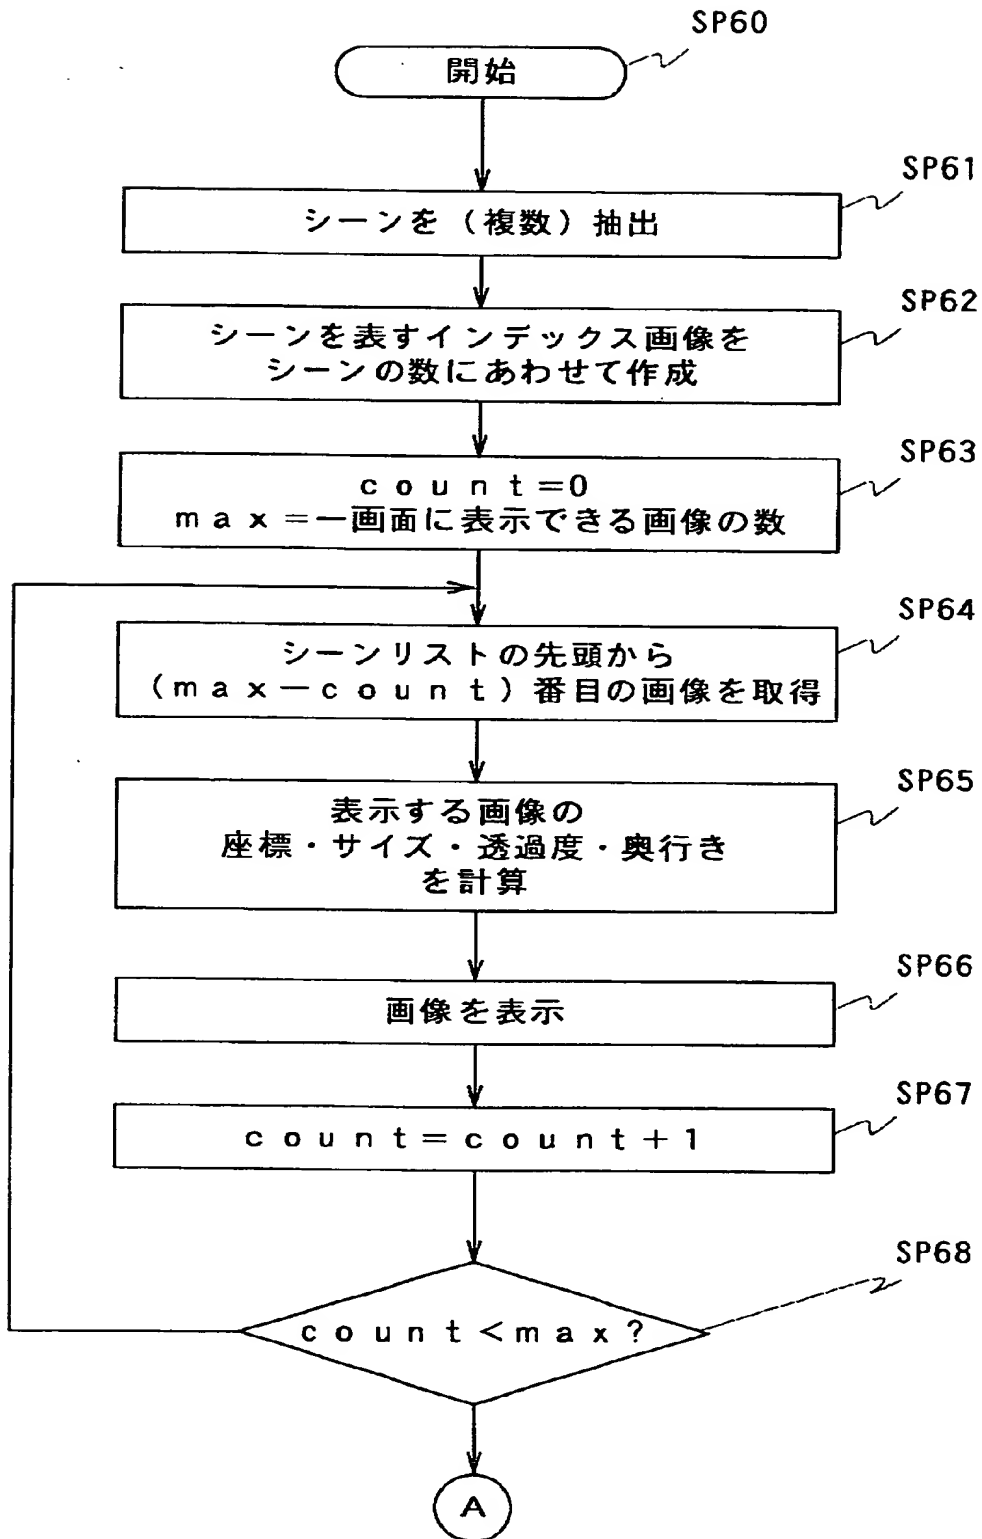 SP60
開始
SP61
シーンを（複数）抽出
SP62
シーンを表すインデックス画像を
シーンの数にあわせて作成
SP63
count=0
max=一画面に表示できる画像の数
SP64
シーンリストの先頭から
(max-count)番目の画像を取得
SP65
表示する画像の
座標・サイズ・透過度・奥行き
を計算
SP66
画像を表示
SP67
count=count+1
SP68
count<max?
A